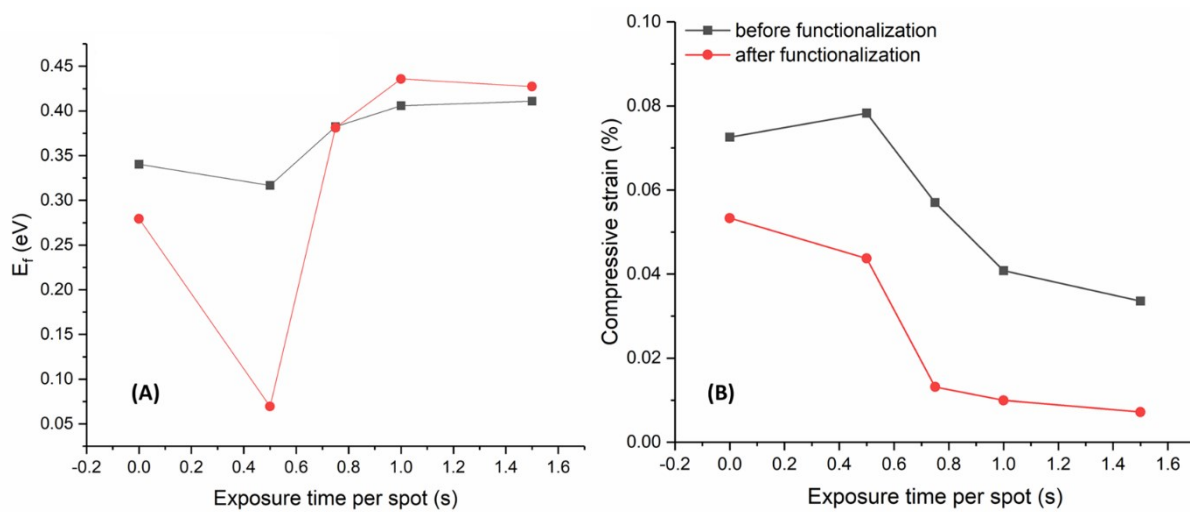 0.45
0.40
0.35
0.30
0.25
0.20
0.15
0.10
0.05
E_f (eV)
(A)
-0.2 0.0 0.2 0.4 0.6 0.8 1.0 1.2 1.4 1.6
Exposure time per spot (s)
before functionalization
after functionalization
0.10
0.08
0.06
0.04
0.02
0.00
Compressive strain (%)
(B)
-0.2 0.0 0.2 0.4 0.6 0.8 1.0 1.2 1.4 1.6
Exposure time per spot (s)